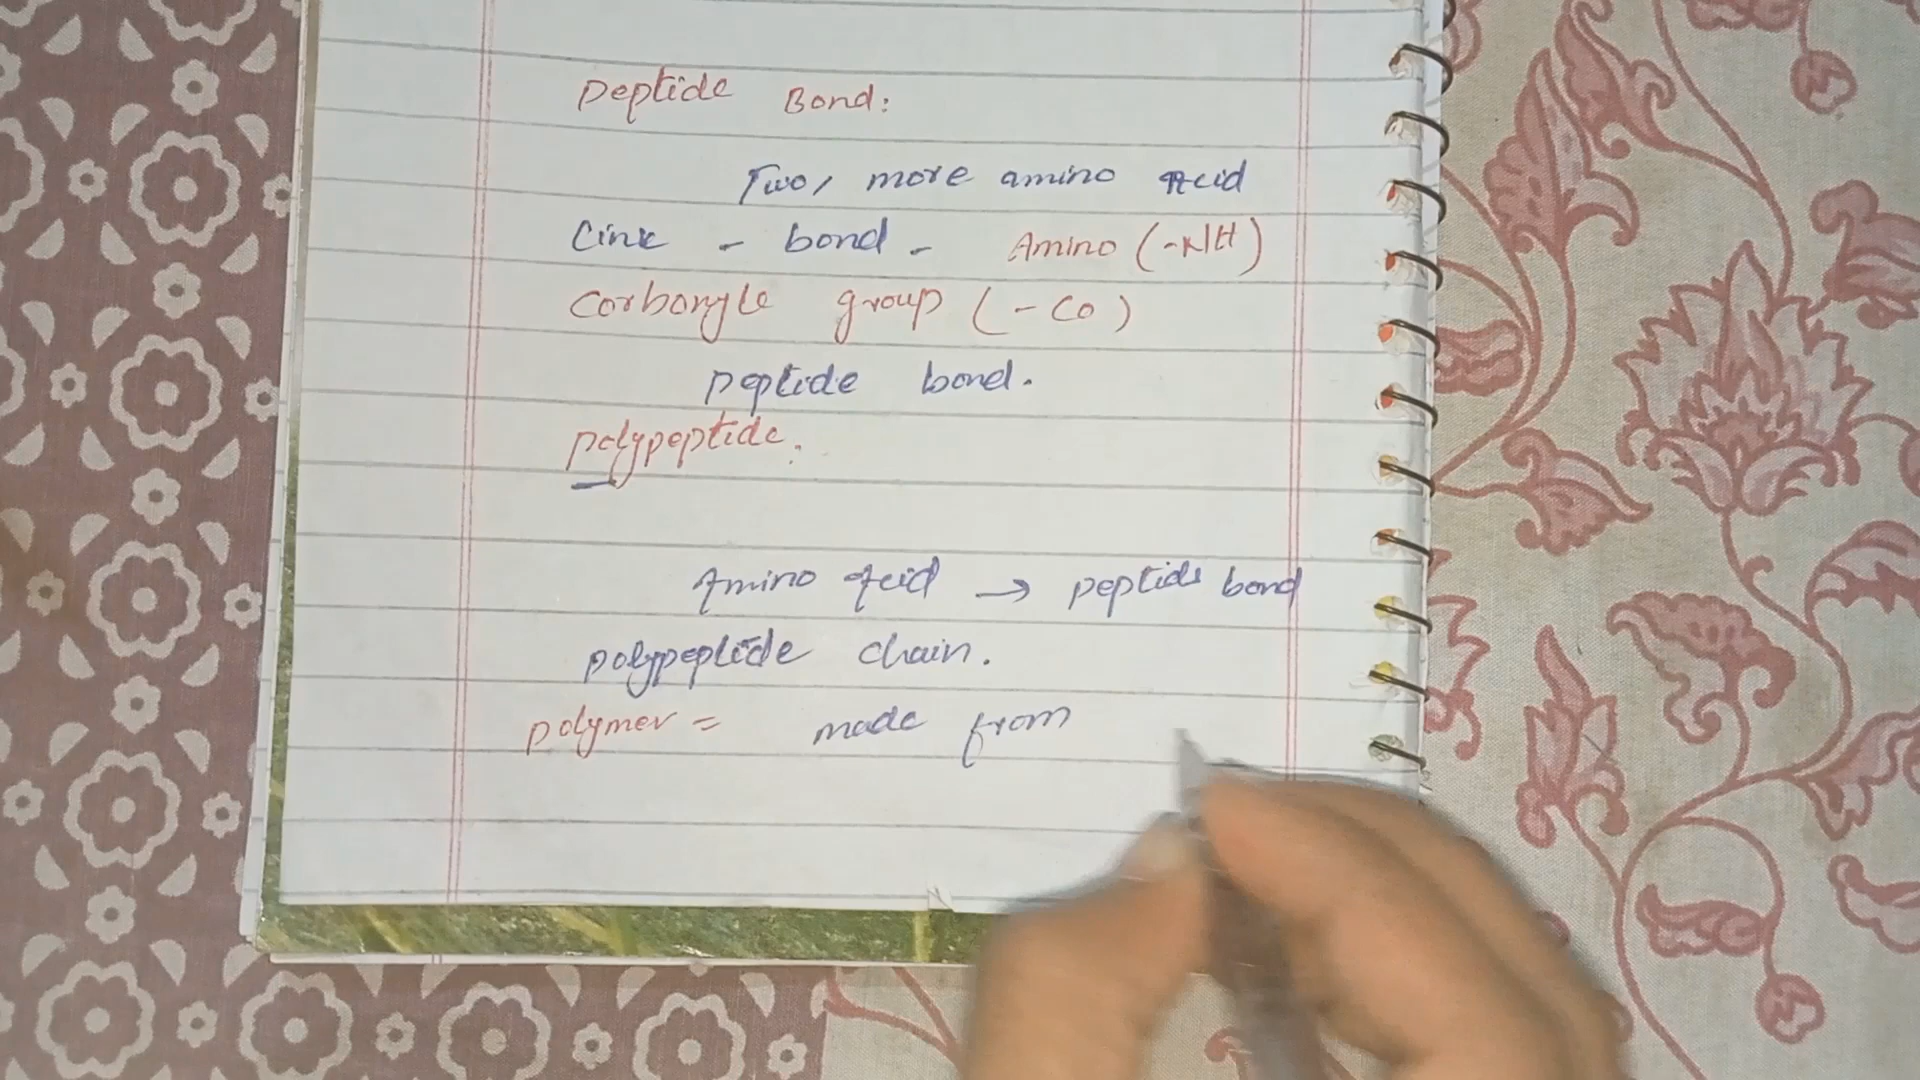 Peptide Bond:
Two, more amino acid
Link - bond - Amino (-NH)
Corbonyle group (-CO)
peptide bond.
polypeptide:
Amino Acid → peptide bond
polypeptide chain.
polymer = made from